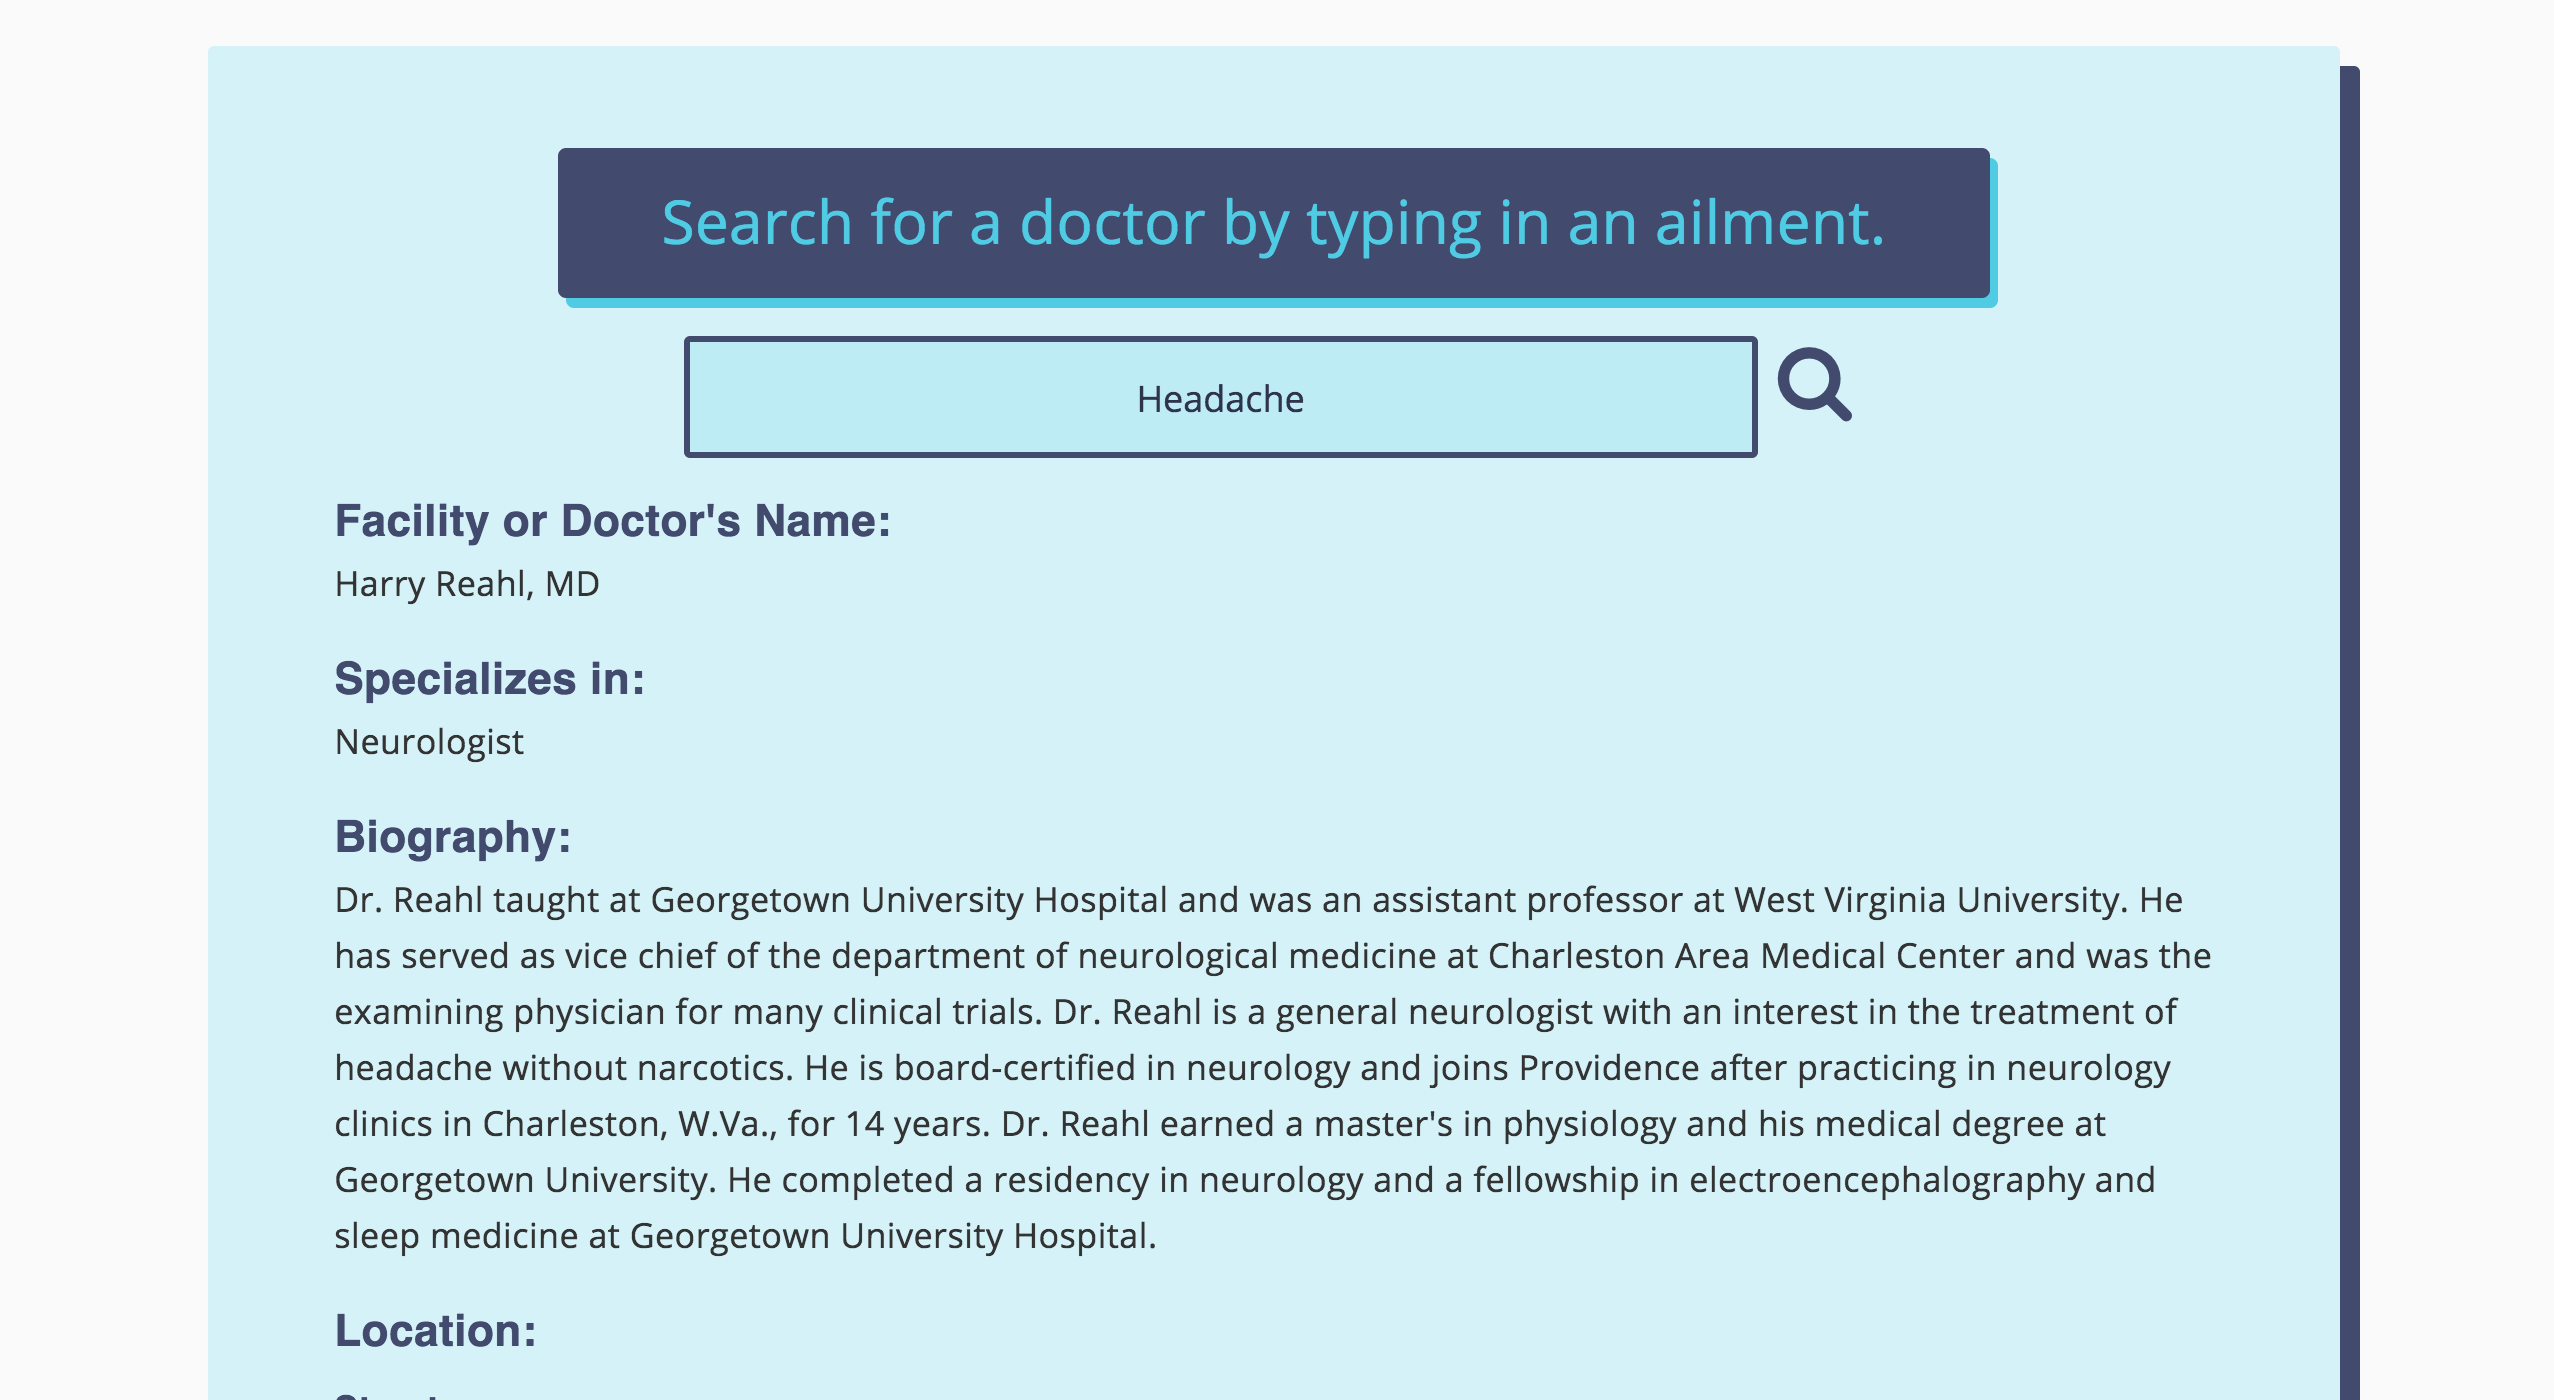 Search for a doctor by typing in an ailment.
Headache
Facility or Doctor's Name:
Harry Reahl, MD
Specializes in:
Neurologist
Biography:
Dr. Reahl taught at Georgetown University Hospital and was an assistant professor at West Virginia University. He
has served as vice chief of the department of neurological medicine at Charleston Area Medical Center and was the
examining physician for many clinical trials. Dr. Reahl is a general neurologist with an interest in the treatment of
headache without narcotics. He is board-certified in neurology and joins Providence after practicing in neurology
clinics in Charleston, W.Va., for 14 years. Dr. Reahl earned a master's in physiology and his medical degree at
Georgetown University. He completed a residency in neurology and a fellowship in electroencephalography and
sleep medicine at Georgetown University Hospital.
Location: